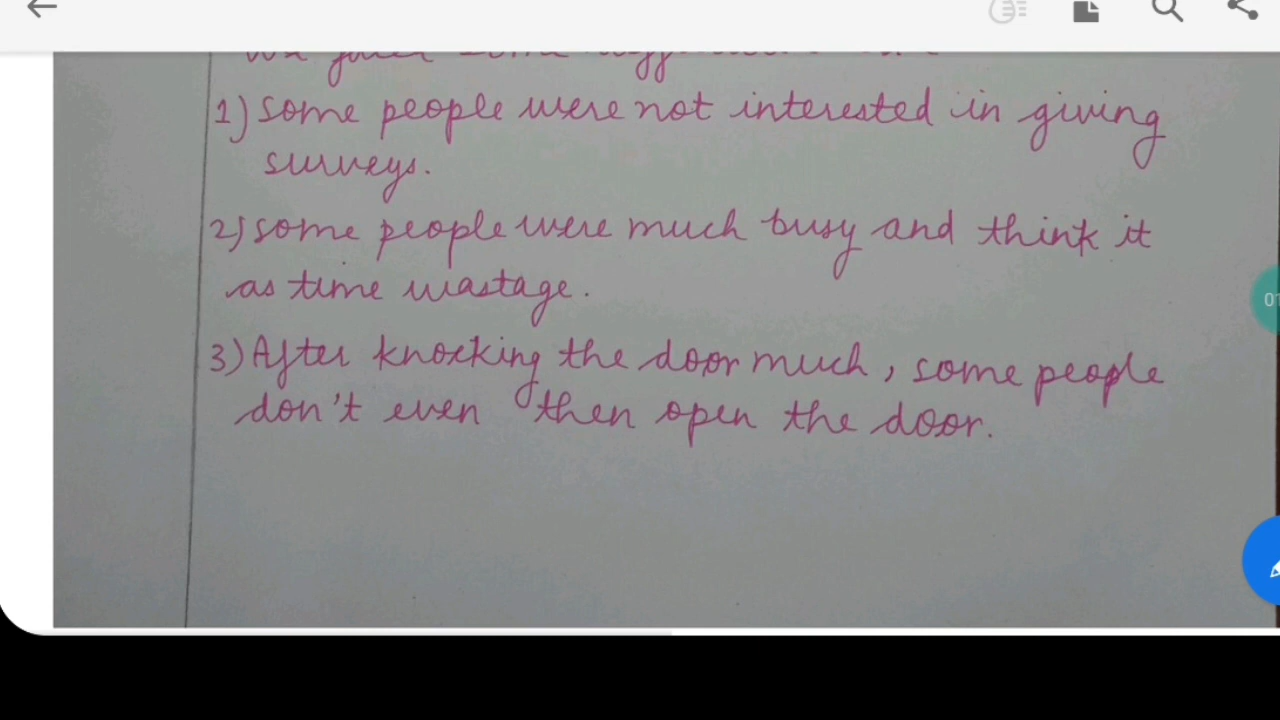 1) Some people were not interested in giving
surveys.
2) some people were much busy and think it
as time wastage.
3) After knocking the door much, some people
don't even then open the door.